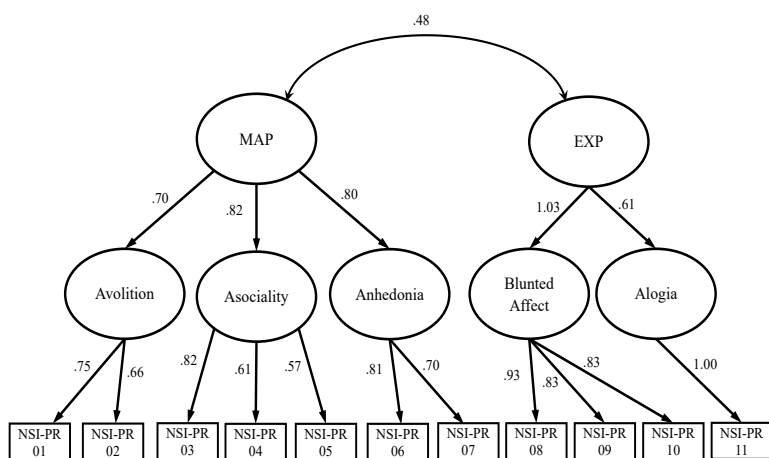 .48
MAP
EXP
.70
.82
.80
1.03
.61
Avolition
Asociality
Anhedonia
Blunted
Affect
Alogia
.75
.66
.82
.61
.57
.81
.70
.93
.83
.83
1.00
NSI-PR
01
NSI-PR
02
NSI-PR
03
NSI-PR
04
NSI-PR
05
NSI-PR
06
NSI-PR
07
NSI-PR
08
NSI-PR
09
NSI-PR
10
NSI-PR
11